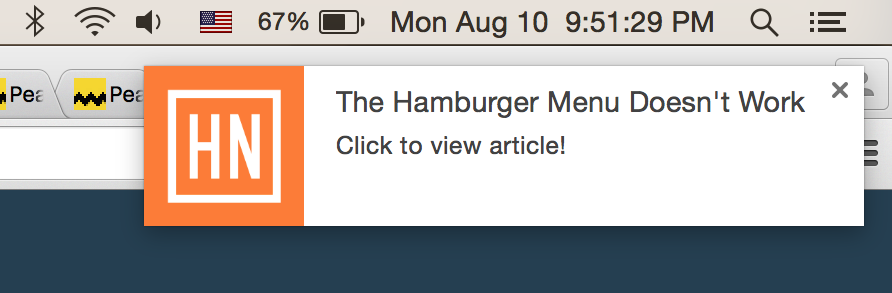 67% Mon Aug 10 9:51:29 PM
Pea Pea
HN
The Hamburger Menu Doesn't Work
Click to view article!